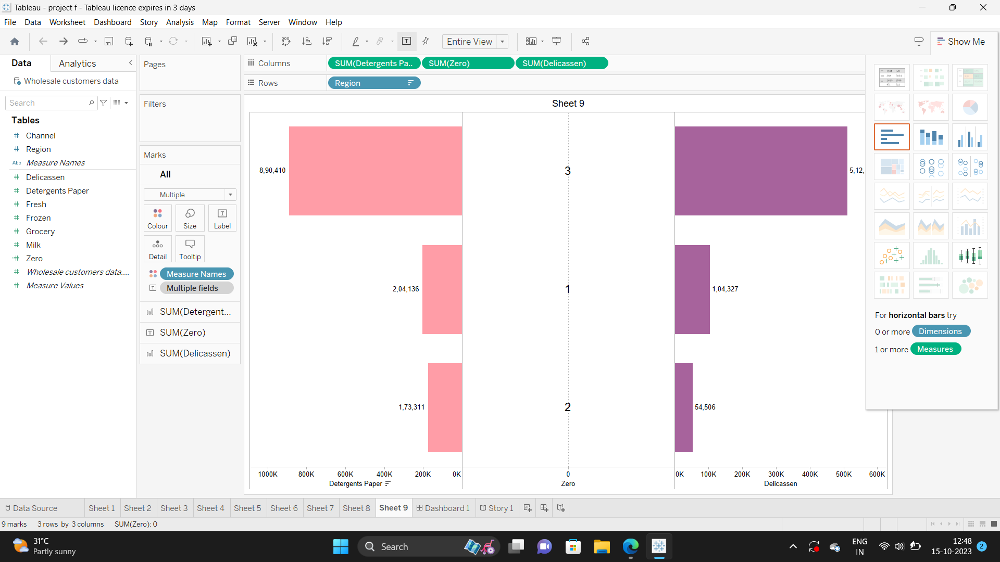 Tableau - project f - Tableau licence expires in 3 days
File Data Worksheet Dashboard Story Analysis Map Format Server Window Help
Entire View
Show Me
Data Analytics
Wholesale customers data
Search
Tables
Channel
Region
Abc Measure Names
Delicassen
Detergents Paper
Fresh
Frozen
Grocery
Milk
Zero
Wholesale customers data....
Measure Values
Pages
Filters
Marks
All
Multiple
Colour Size Label
Detail Tooltip
Measure Names
Multiple fields
SUM(Detergent...
SUM(Zero)
SUM(Delicassen)
Columns SUM(Detergents Pa.. SUM(Zero) SUM(Delicassen)
Rows Region
Sheet 9
8,90,410 3 5,12,
2,04,136 1 1,04,327
1,73,311 2 54,506
1000K 800K 600K 400K 200K 0K 0 0K 100K 200K 300K 400K 500K 600K
Detergents Paper Zero Delicassen
For horizontal bars try
0 or more Dimensions
1 or more Measures
Data Source Sheet 1 Sheet 2 Sheet 3 Sheet 4 Sheet 5 Sheet 6 Sheet 7 Sheet 8 Sheet 9 Dashboard 1 Story 1
9 marks 3 rows by 3 columns SUM(Zero): 0
31°C
Partly sunny
Search
ENG
IN
12:48
15-10-2023
2